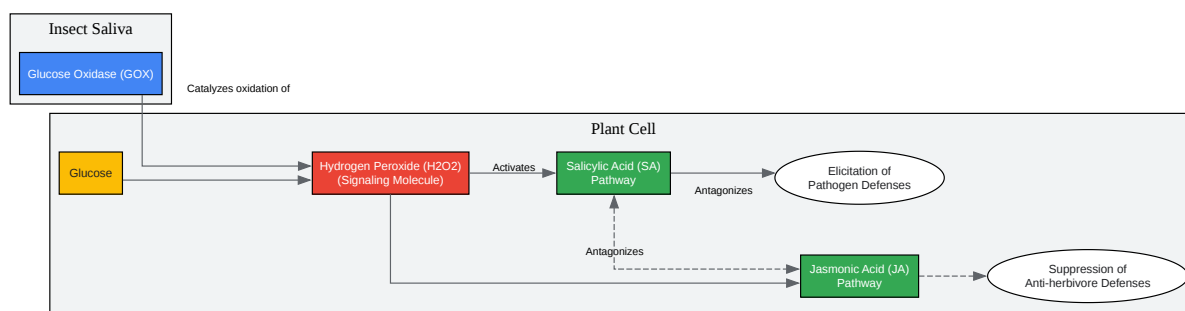 Insect Saliva
Glucose Oxidase (GOX)
Catalyzes oxidation of
Plant Cell
Glucose
Hydrogen Peroxide (H2O2)
(Signaling Molecule)
Activates
Salicylic Acid (SA)
Pathway
Antagonizes
Elicitation of
Pathogen Defenses
Antagonizes
Jasmonic Acid (JA)
Pathway
Suppression of
Anti-herbivore Defenses